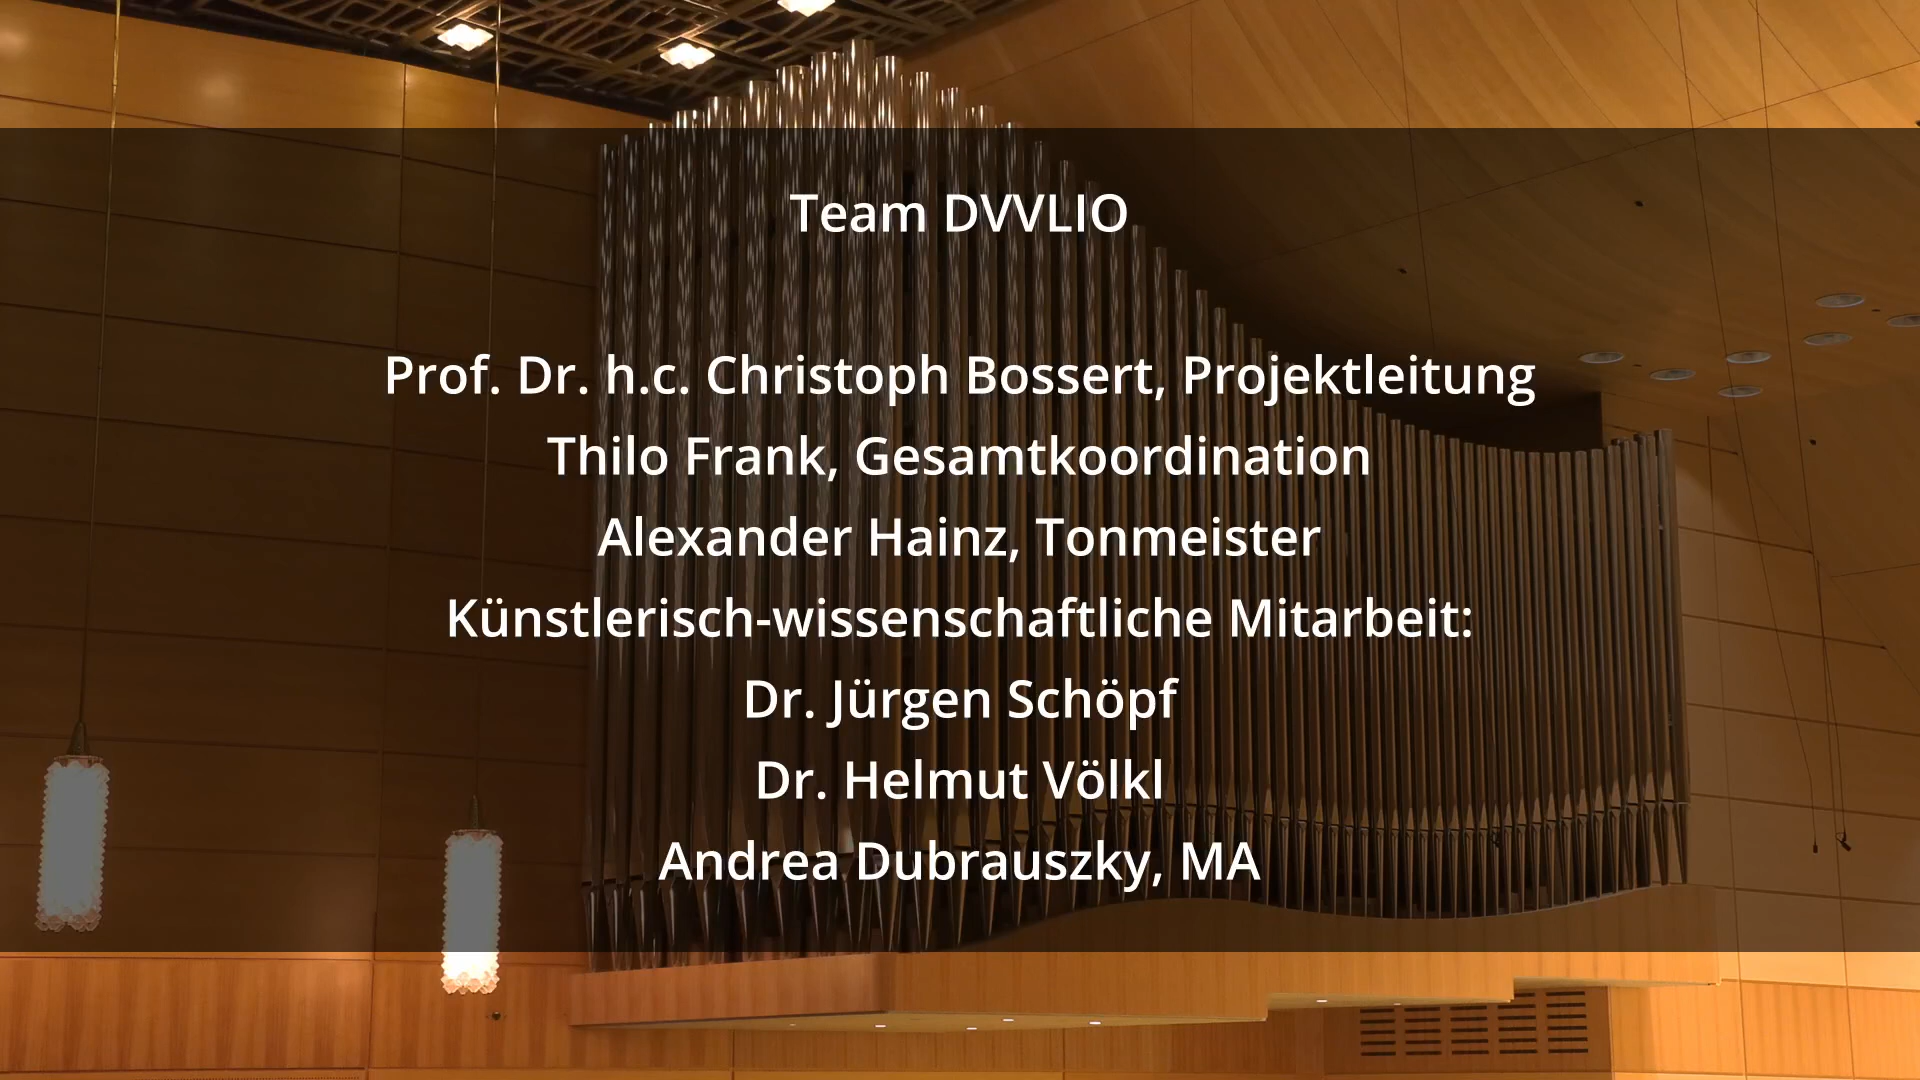 Team DVVLIO
Prof. Dr. h.c. Christoph Bossert, Projektleitung
Thilo Frank, Gesamtkoordination
Alexander Hainz, Tonmeister
Künstlerisch-wissenschaftliche Mitarbeit:
Dr. Jürgen Schöpf
Dr. Helmut Völkl
Andrea Dubrauszky, MA